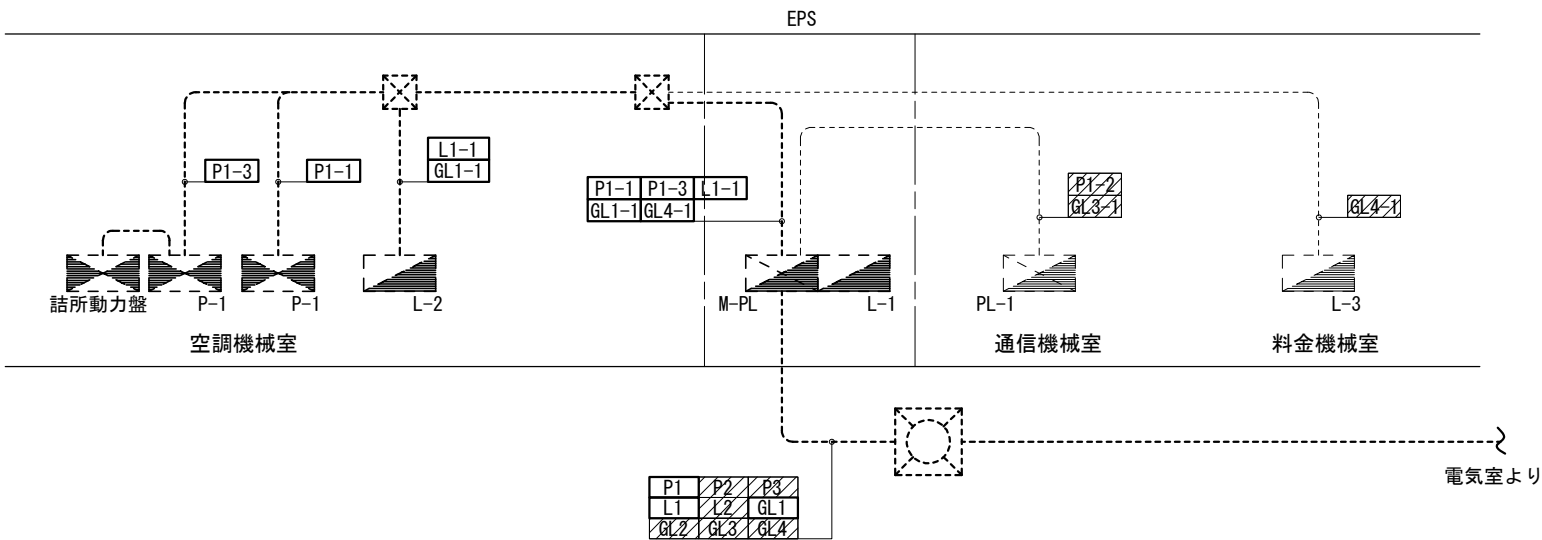 EPS
P1-3
P1-1
L1-1
GL1-1
P1-1 P1-3 L1-1
GL1-1 GL4-1
P1-2
GL3-1
GL4-1
詰所動力盤 P-1 P-1 L-2 M-PL L-1 PL-1 L-3
空調機械室 通信機械室 料金機械室
電気室より
P1 P2 P3
L1 L2 GL1
GL2 GL3 GL4